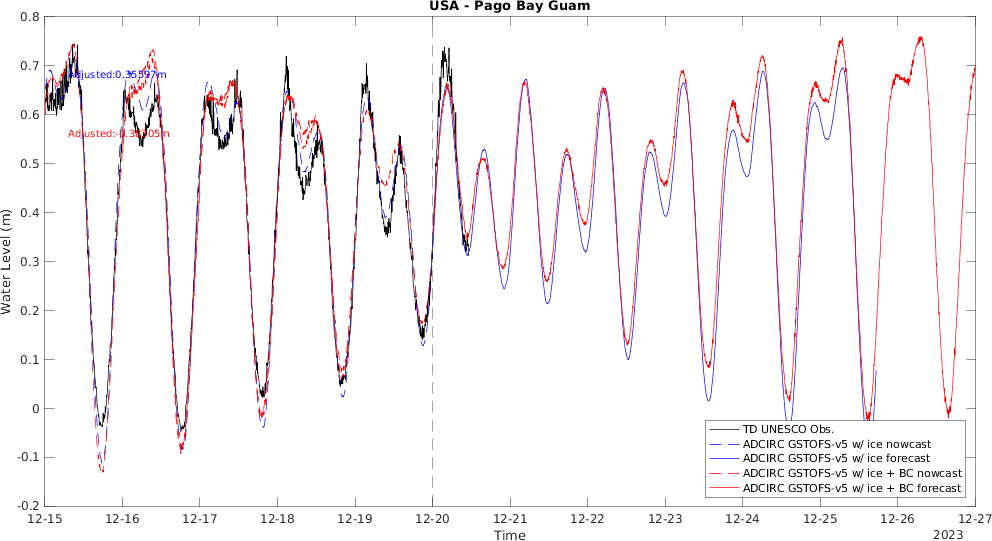 USA - Pago Bay Guam
0.8
0.7
0.6
0.5
0.4
0.3
0.2
0.1
0
-0.1
-0.2
Water Level (m)
12-15 12-16 12-17 12-18 12-19 12-20 12-21 12-22 12-23 12-24 12-25 12-26 12-27
Time
2023
TD UNESCO Obs.
ADCIRC GSTOFS-v5 w/ ice nowcast
ADCIRC GSTOFS-v5 w/ ice forecast
ADCIRC GSTOFS-v5 w/ ice + BC nowcast
ADCIRC GSTOFS-v5 w/ ice + BC forecast